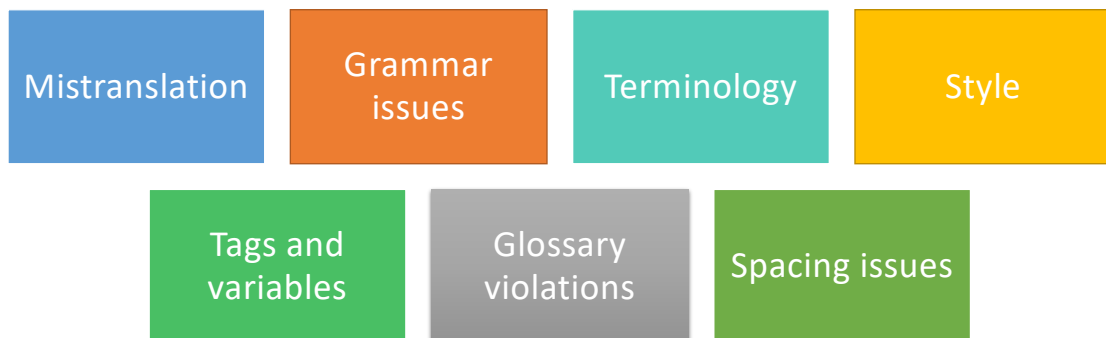 Mistranslation
Grammar
issues
Terminology
Style
Tags and
variables
Glossary
violations
Spacing issues